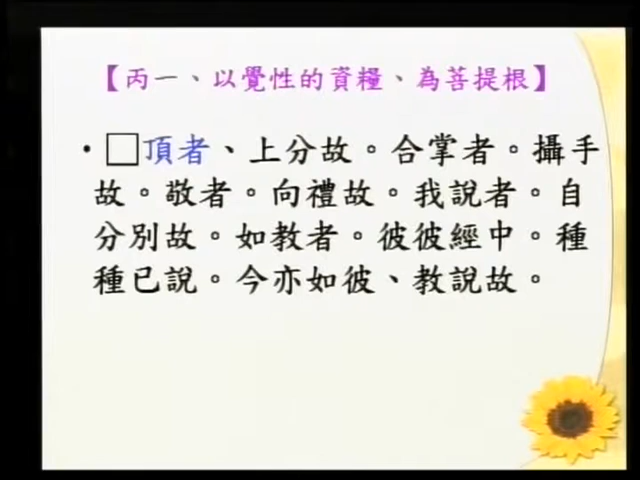 【丙一、以覺性的資糧、為菩提根】
•□頂者、上分故。合掌者。攝手
故。敬者。向禮故。我說者。自
分別故。如教者。彼彼經中。種
種已說。今亦如彼、教說故。